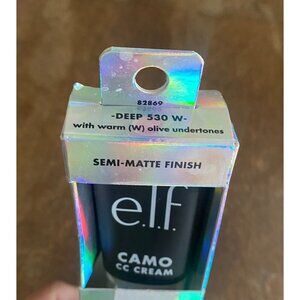 82869
-DEEP 530 W-
with warm (W) olive undertones
SEMI-MATTE FINISH
e.l.f.
CAMO
CC CREAM